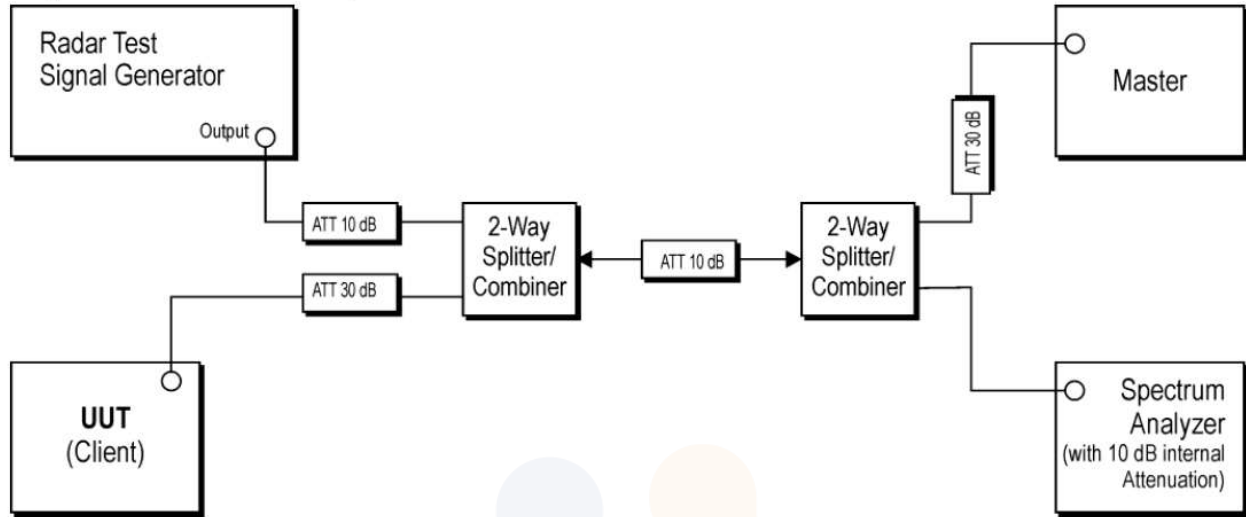 Radar Test
Signal Generator
Output
ATT 10 dB
ATT 30 dB
UUT
(Client)
2-Way
Splitter/
Combiner
ATT 10 dB
2-Way
Splitter/
Combiner
ATT 30 dB
Master
Spectrum
Analyzer
(with 10 dB internal
Attenuation)